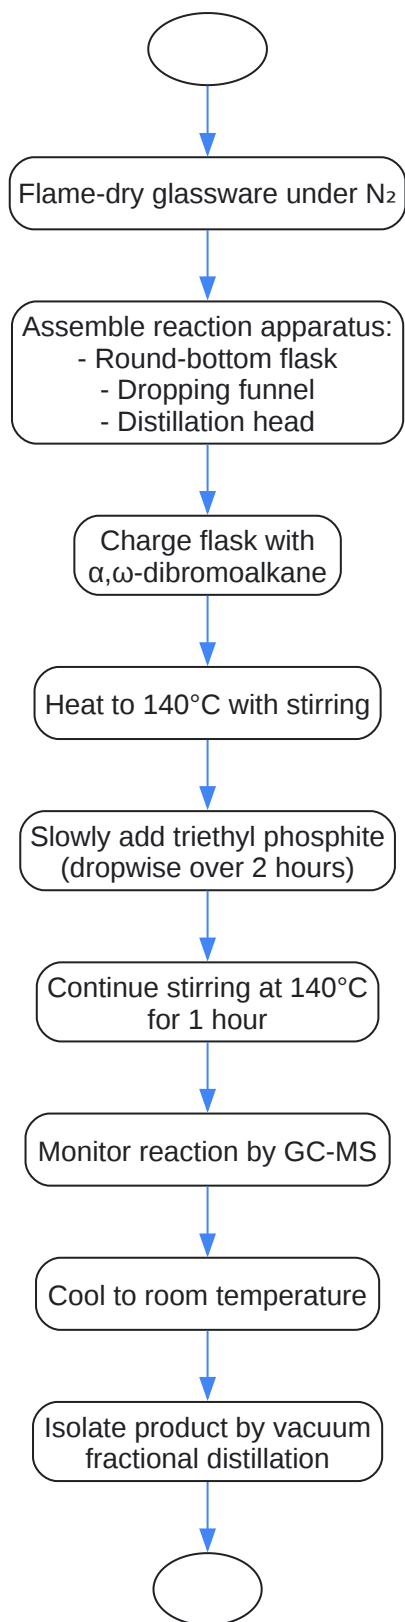 Flame-dry glassware under N₂
Assemble reaction apparatus:
- Round-bottom flask
- Dropping funnel
- Distillation head
Charge flask with
α,ω-dibromoalkane
Heat to 140°C with stirring
Slowly add triethyl phosphite
(dropwise over 2 hours)
Continue stirring at 140°C
for 1 hour
Monitor reaction by GC-MS
Cool to room temperature
Isolate product by vacuum
fractional distillation